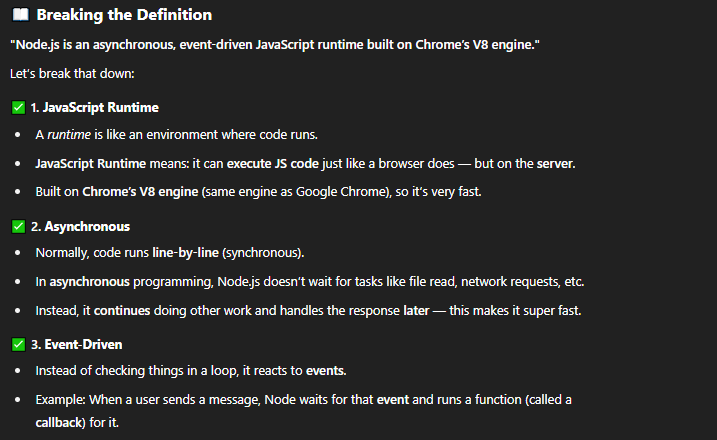 📖 Breaking the Definition
"Node.js is an asynchronous, event-driven JavaScript runtime built on Chrome's V8 engine."
Let's break that down:
✅ 1. JavaScript Runtime
• A runtime is like an environment where code runs.
• JavaScript Runtime means: it can execute JS code just like a browser does — but on the server.
• Built on Chrome's V8 engine (same engine as Google Chrome), so it's very fast.
✅ 2. Asynchronous
• Normally, code runs line-by-line (synchronous).
• In asynchronous programming, Node.js doesn't wait for tasks like file read, network requests, etc.
• Instead, it continues doing other work and handles the response later — this makes it super fast.
✅ 3. Event-Driven
• Instead of checking things in a loop, it reacts to events.
• Example: When a user sends a message, Node waits for that event and runs a function (called a
callback) for it.